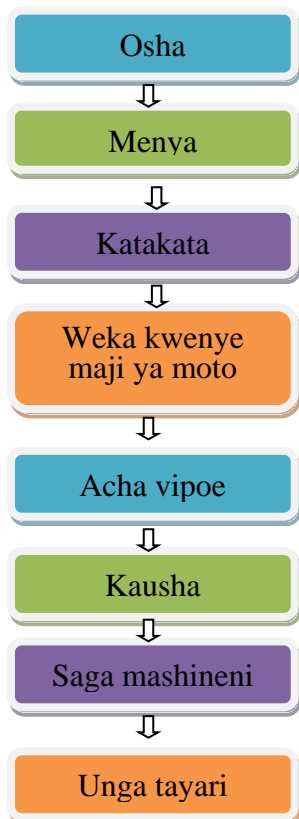 Osha
Menya
Katakata
Weka kwenye
maji ya moto
Acha vipoe
Kausha
Saga mashineni
Unga tayari